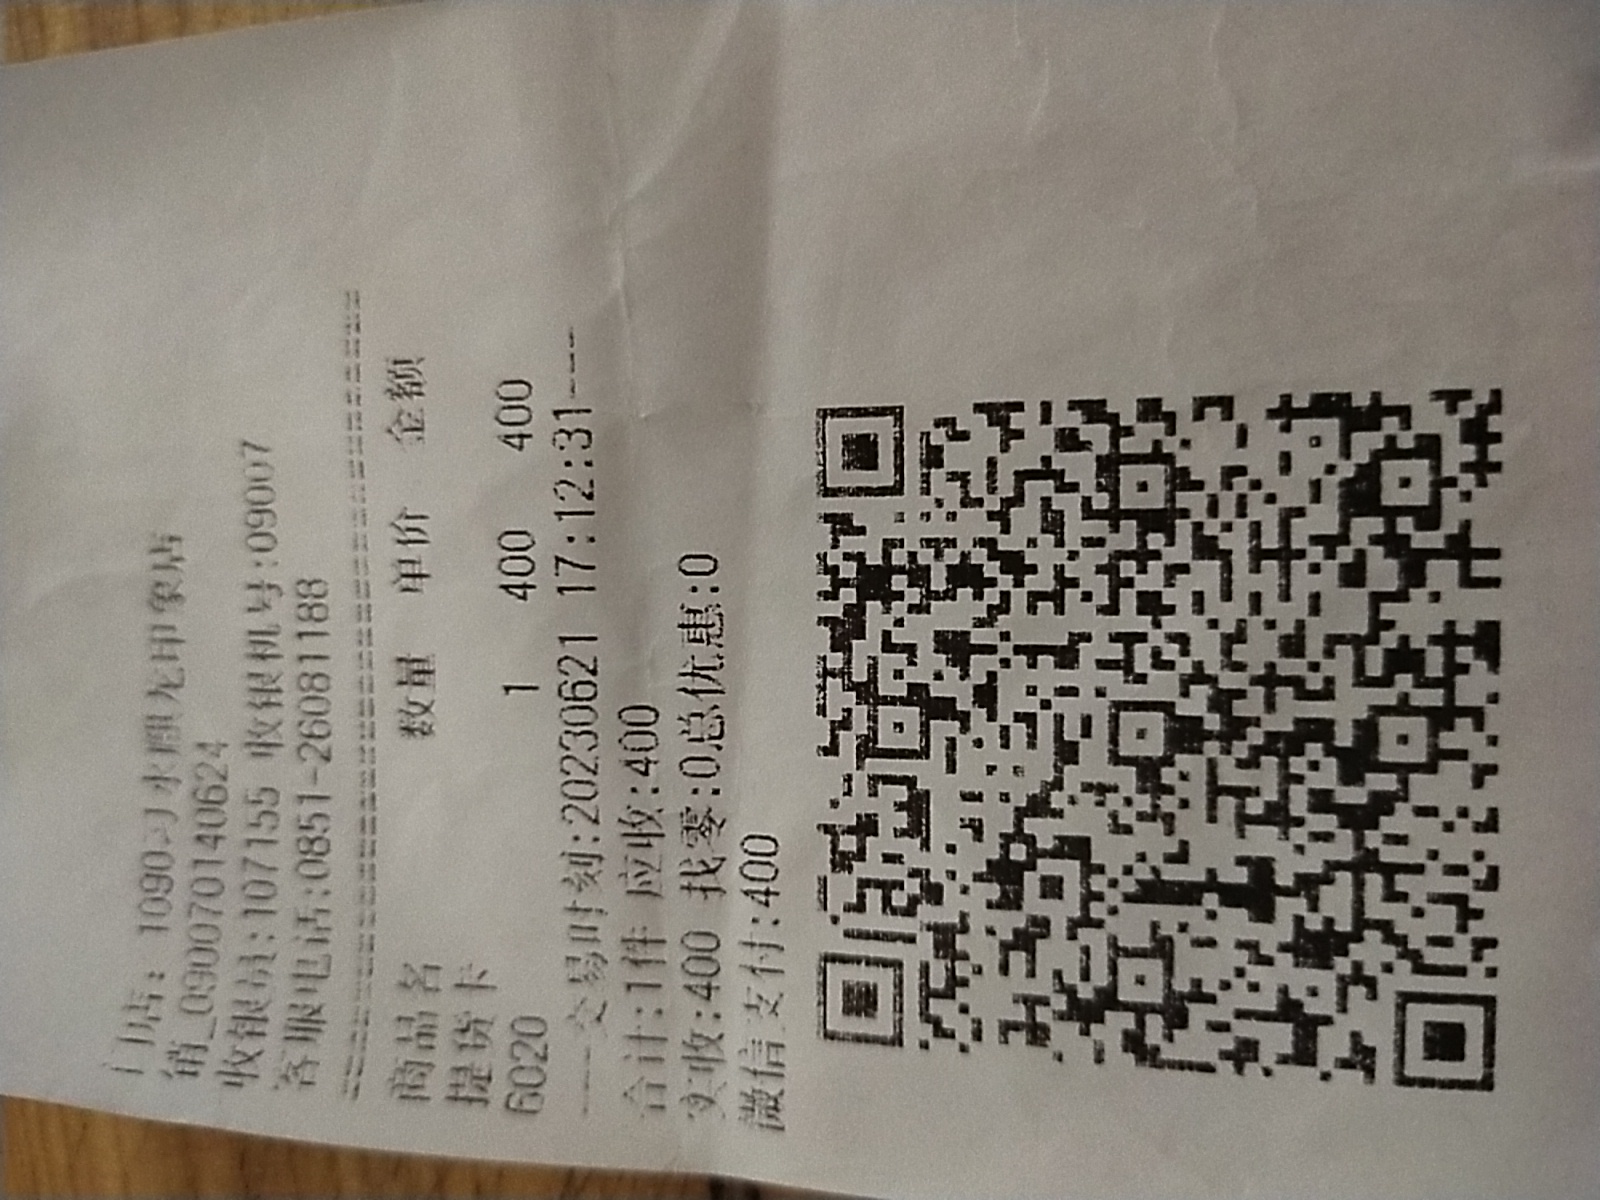 门店: 1090习水麒龙印象店
销_09007070140624
收银员:107155 收银机号:09007
客服电话:0851-26081188
================================
商品名 数量 单价 金额
提货卡
6020 1 400 400
---交易时刻:20230621 17:12:31---
合计:1件 应收:400
实收:400 找零:0总优惠:0
微信支付:400